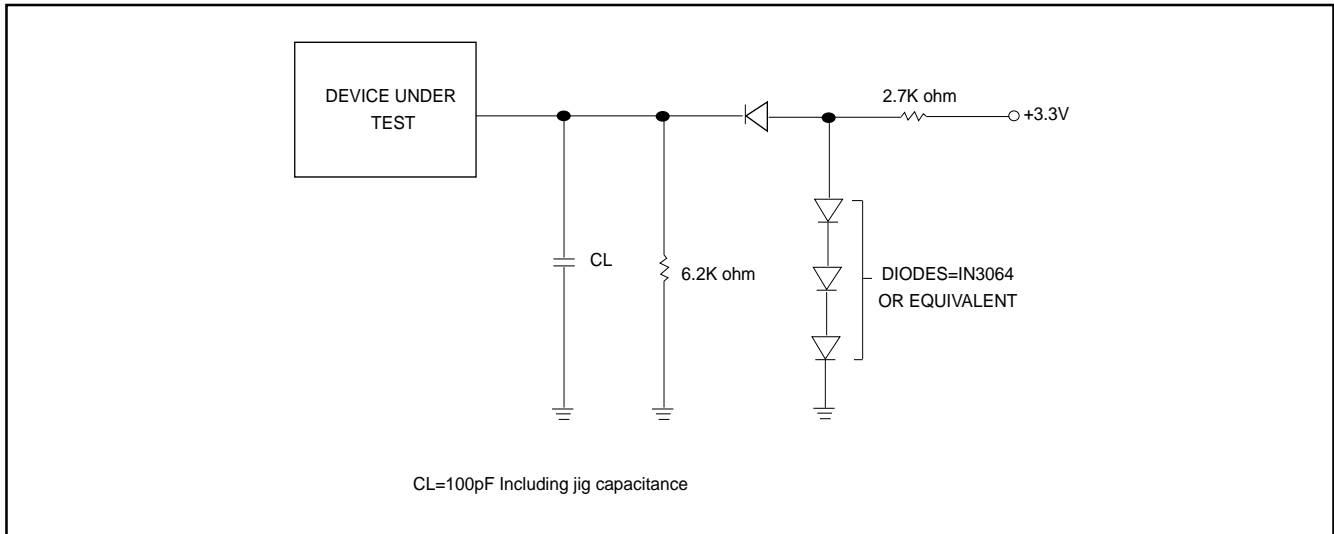 DEVICE UNDER
TEST
2.7K ohm
+3.3V
CL
6.2K ohm
DIODES=IN3064
OR EQUIVALENT
CL=100pF Including jig capacitance